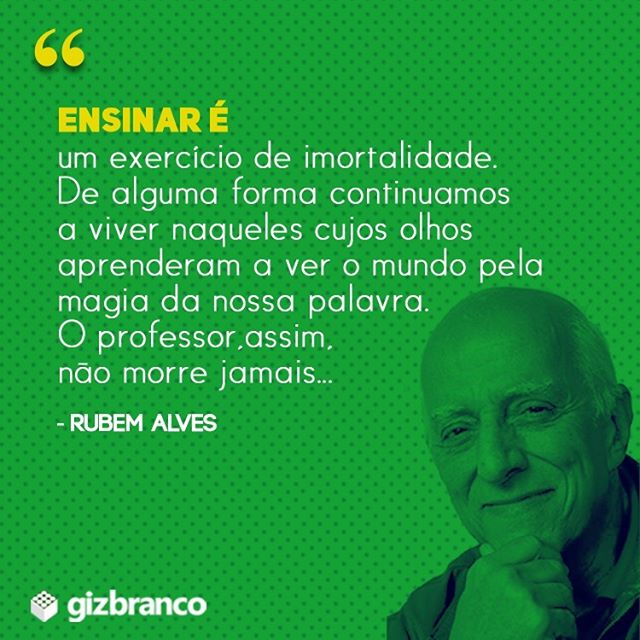 “
ENSINAR É
um exercício de imortalidade.
De alguma forma continuamos
a viver naqueles cujos olhos
aprenderam a ver o mundo pela
magia da nossa palavra.
O professor,assim,
não morre jamais...
- RUBEM ALVES
gizbranco